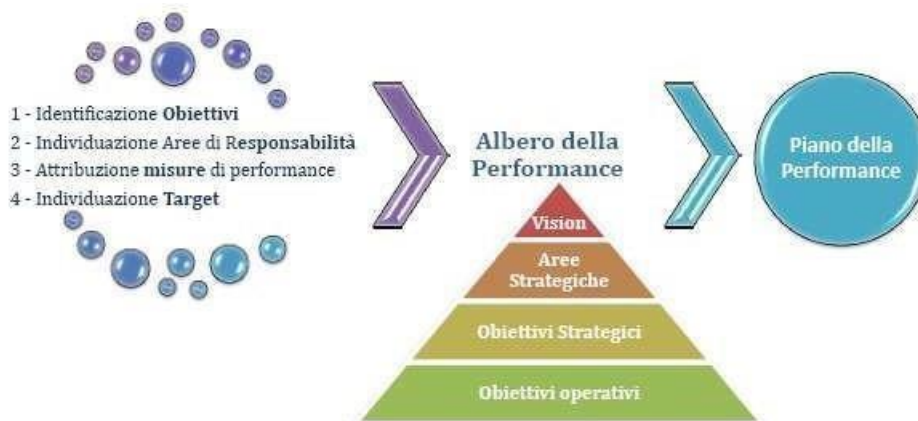 1 - Identificazione Obiettivi
2 - Individuazione Aree di Responsabilità
3 - Attribuzione misure di performance
4 - Individuazione Target
Albero della
Performance
Vision
Aree
Strategiche
Obiettivi Strategici
Obiettivi operativi
Piano della
Performance